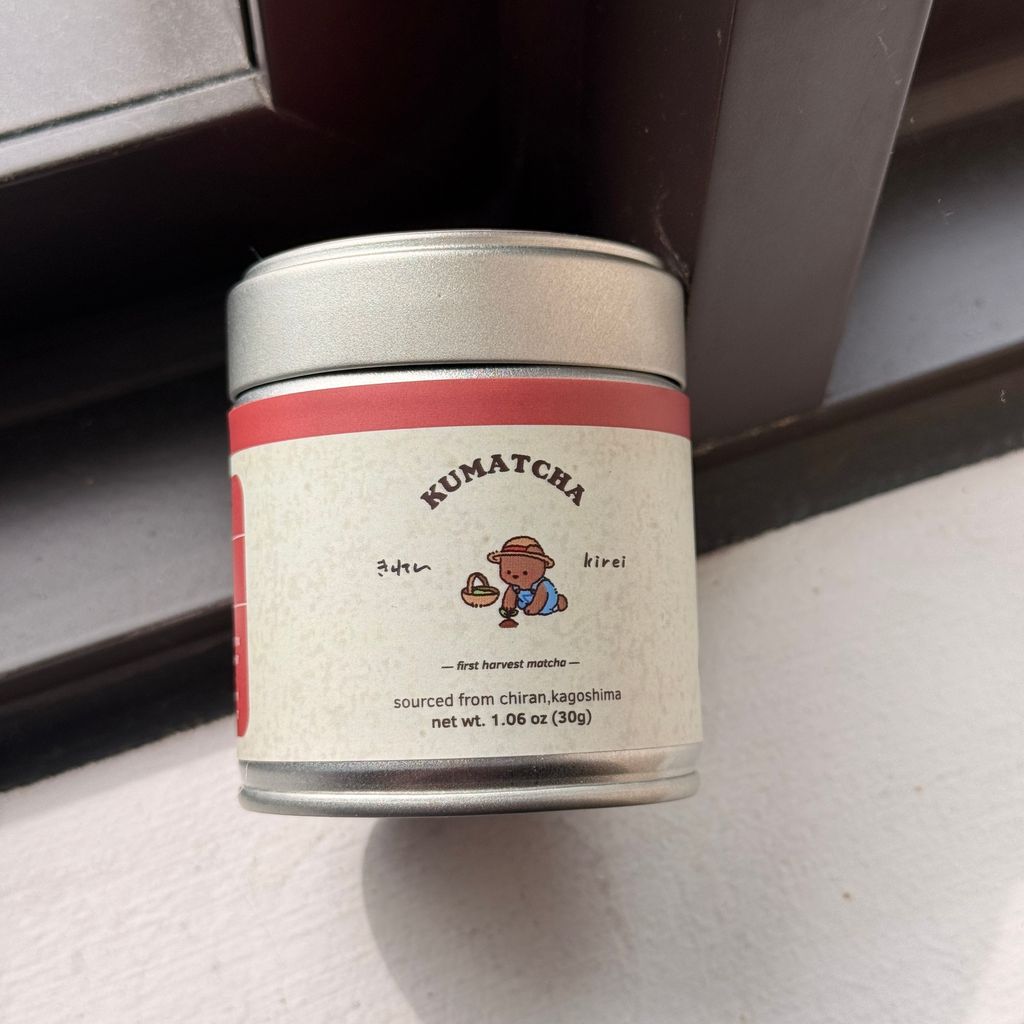 KUMATCHA
きれい kirei
— first harvest matcha —
sourced from chiran,kagoshima
net wt. 1.06 oz (30g)